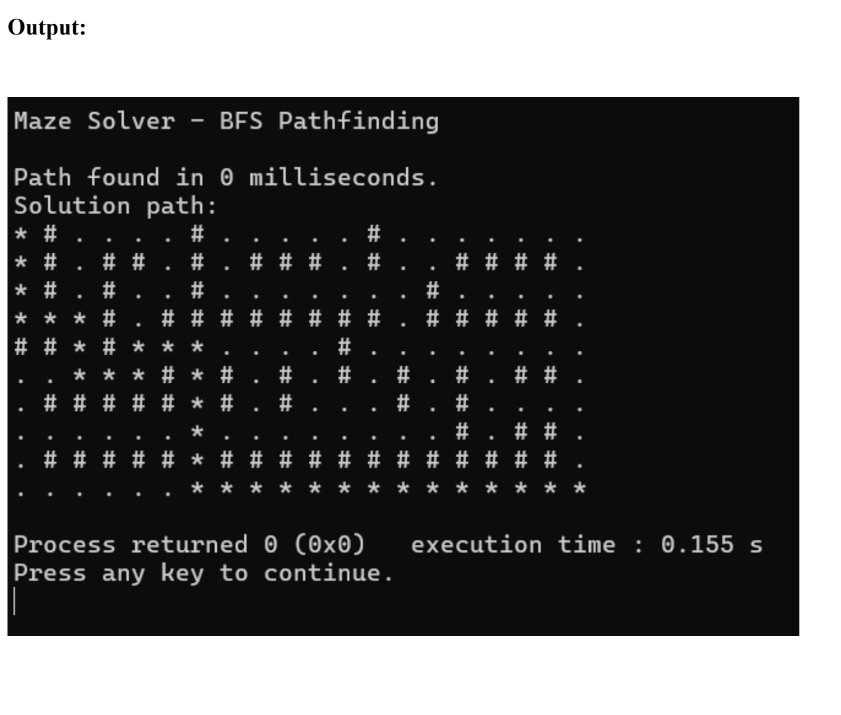 Output:
Maze Solver - BFS Pathfinding
Path found in 0 milliseconds.
Solution path:
* # . . . . # . . . . . # . . . . . . .
* # . # # . # . # # # . # . . # # # # .
* # . # . . # . . . . . . . # . . . . .
* * * # . # # # # # # # # . # # # # # .
# # * # * * * . . . . # . . . . . . . .
. . * * * # * # . # . # . # . # . # # .
. # # # # # * # . # . . . # . # . . . .
. . . . . . * . . . . . . . . # . # # .
. # # # # # * # # # # # # # # # # # # .
. . . . . . * * * * * * * * * * * * * *
Process returned 0 (0x0)   execution time : 0.155 s
Press any key to continue.